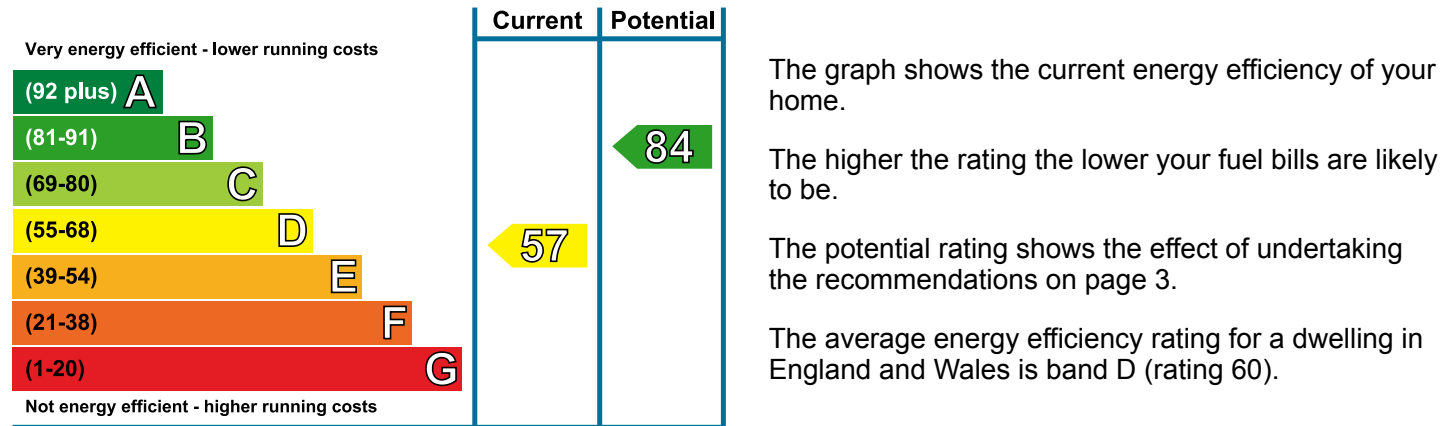 Current Potential
Very energy efficient - lower running costs
(92 plus) A
(81-91) B
84
(69-80) C
(55-68) D
57
(39-54) E
(21-38) F
(1-20) G
Not energy efficient - higher running costs
The graph shows the current energy efficiency of your
home.
The higher the rating the lower your fuel bills are likely
to be.
The potential rating shows the effect of undertaking
the recommendations on page 3.
The average energy efficiency rating for a dwelling in
England and Wales is band D (rating 60).